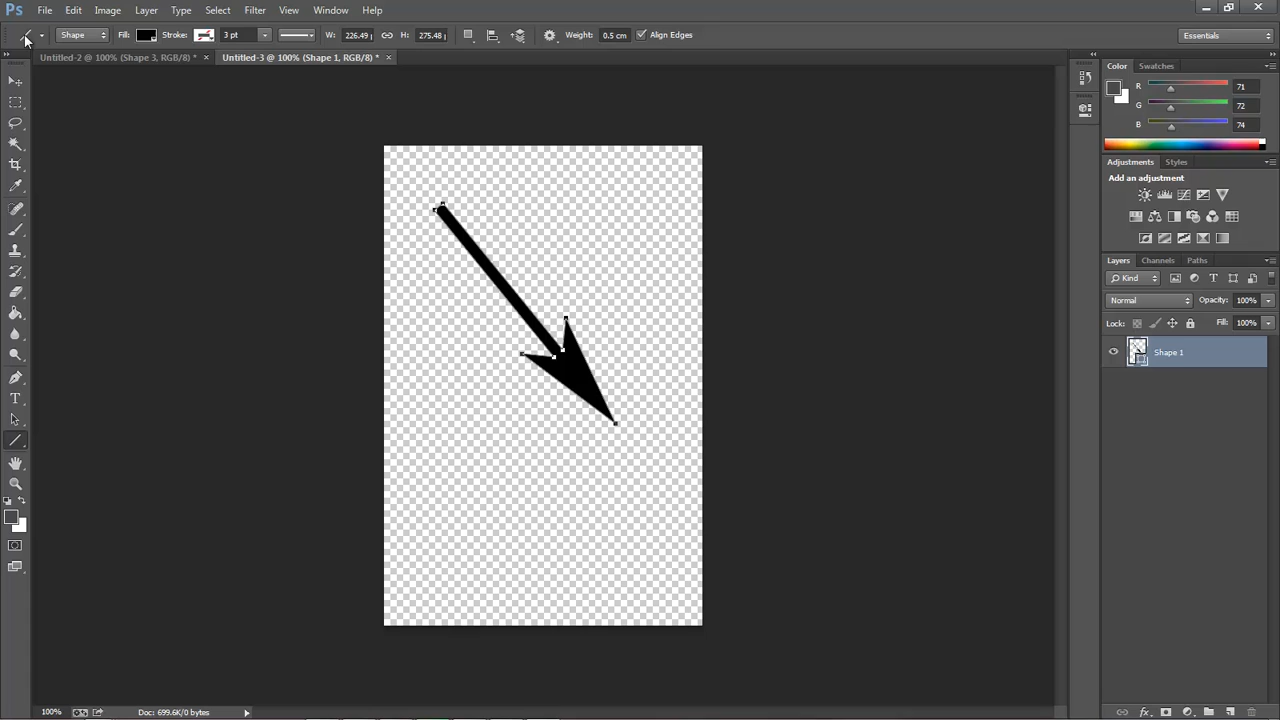 Ps File Edit Image Layer Type Select Filter View Window Help
Shape Fill: Stroke: 3 pt W: 226.49 H: 275.48 Weight: 0.5 cm Align Edges Essentials
Untitled-2 @ 100% (Shape 3, RGB/8) * × Untitled-3 @ 100% (Shape 1, RGB/8) * ×
Color Swatches
R 71
G 72
B 74
Adjustments Styles
Add an adjustment
Layers Channels Paths
Kind
Normal Opacity: 100%
Lock: Fill: 100%
Shape 1
100% Doc: 699.6K/0 bytes